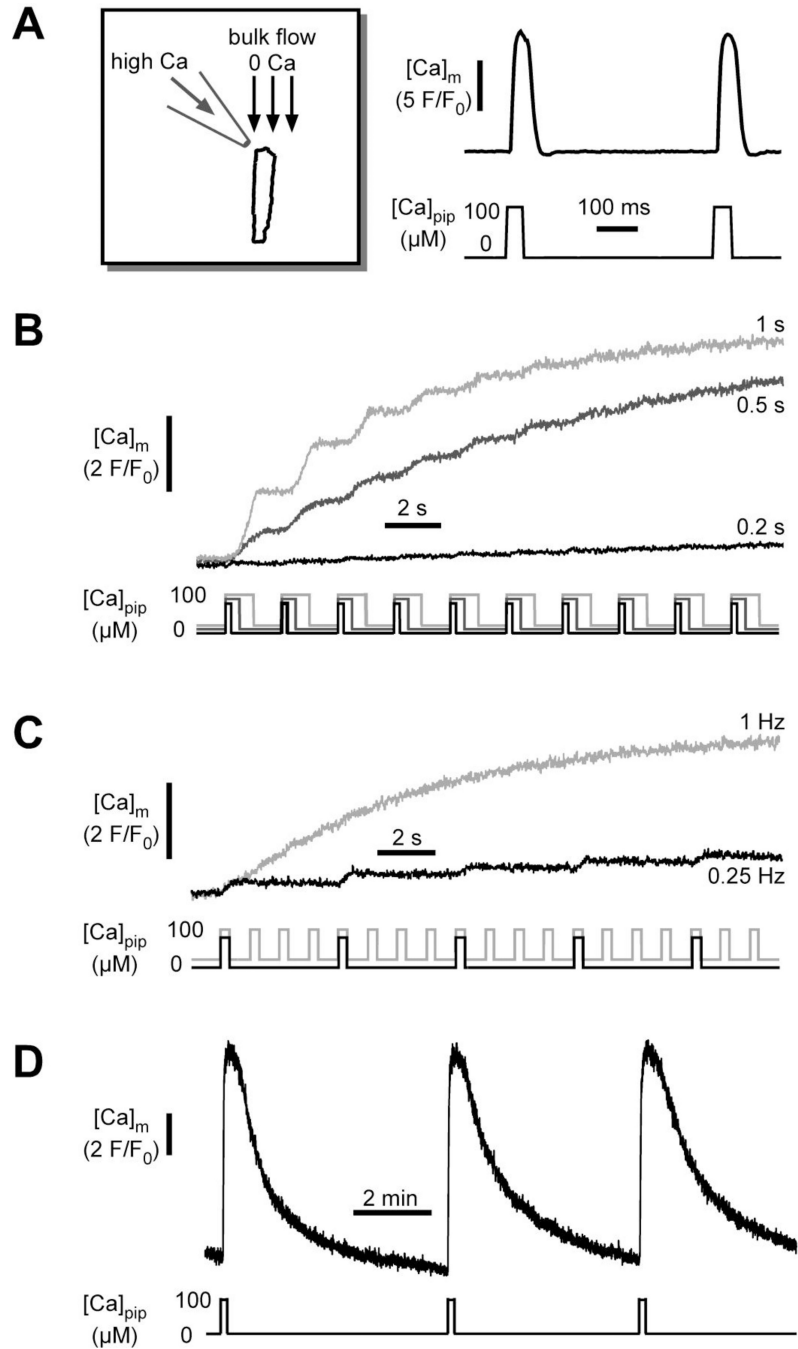 A
high Ca
bulk flow
0 Ca
[Ca]m
(5 F/F0)
[Ca]pip
(µM)
100
0
100 ms
B
[Ca]m
(2 F/F0)
1 s
0.5 s
2 s
0.2 s
[Ca]pip
(µM)
100
0
C
[Ca]m
(2 F/F0)
1 Hz
2 s
0.25 Hz
[Ca]pip
(µM)
100
0
D
[Ca]m
(2 F/F0)
2 min
[Ca]pip
(µM)
100
0